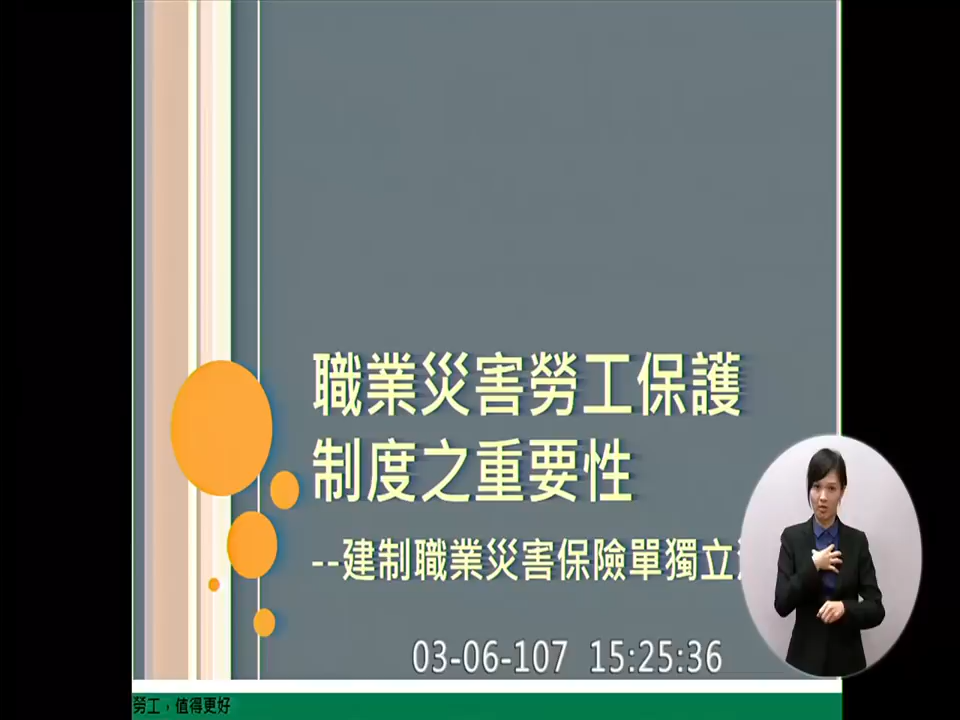 職業災害勞工保護
制度之重要性
--建制職業災害保險單獨立
03-06-107 15:25:36
勞工，值得更好